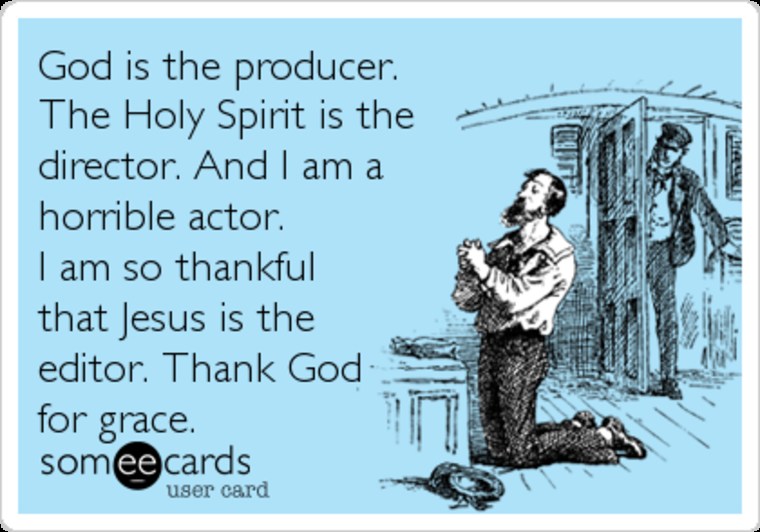 God is the producer.
The Holy Spirit is the
director. And I am a
horrible actor.
I am so thankful
that Jesus is the
editor. Thank God
for grace.
someecards
user card